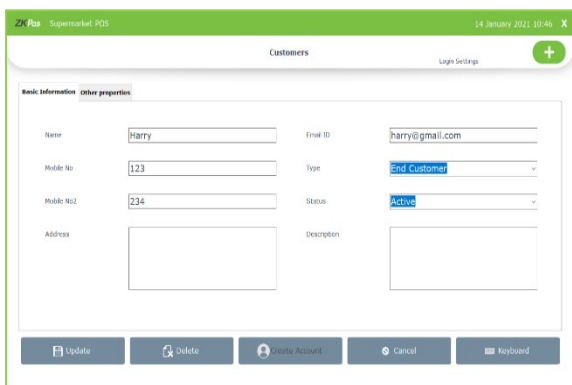 ZKPos Supermarket POS 14 January 2021 10:46 X
Customers
Login Settings
+
Basic Information Other properties
Name Harry Email ID harry@gmail.com
Mobile No 123 Type End Customer
Mobile No2 234 Status Active
Address Description
Update Delete Create Account Cancel Keyboard